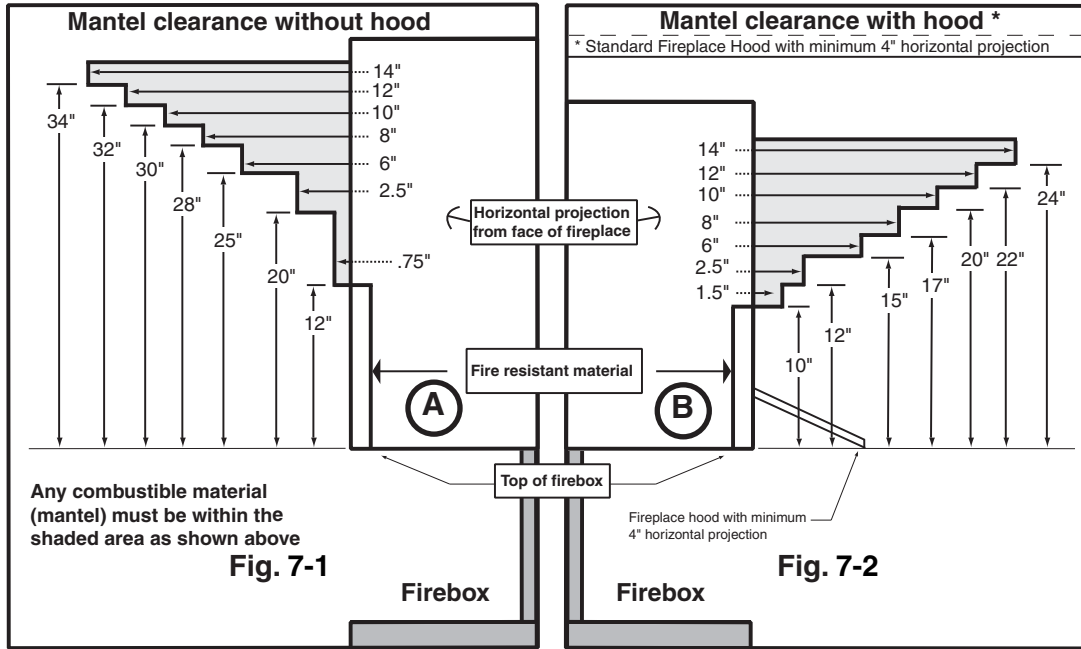 Mantel clearance without hood
14"
12"
10"
8"
6"
2.5"
.75"
34"
32"
30"
28"
25"
20"
12"
A
Any combustible material
(mantel) must be within the
shaded area as shown above
Fig. 7-1
Firebox
Horizontal projection
from face of fireplace
Fire resistant material
Top of firebox
Mantel clearance with hood *
* Standard Fireplace Hood with minimum 4" horizontal projection
14"
12"
10"
8"
6"
2.5"
1.5"
24"
22"
20"
17"
15"
12"
10"
B
Fireplace hood with minimum
4" horizontal projection
Fig. 7-2
Firebox